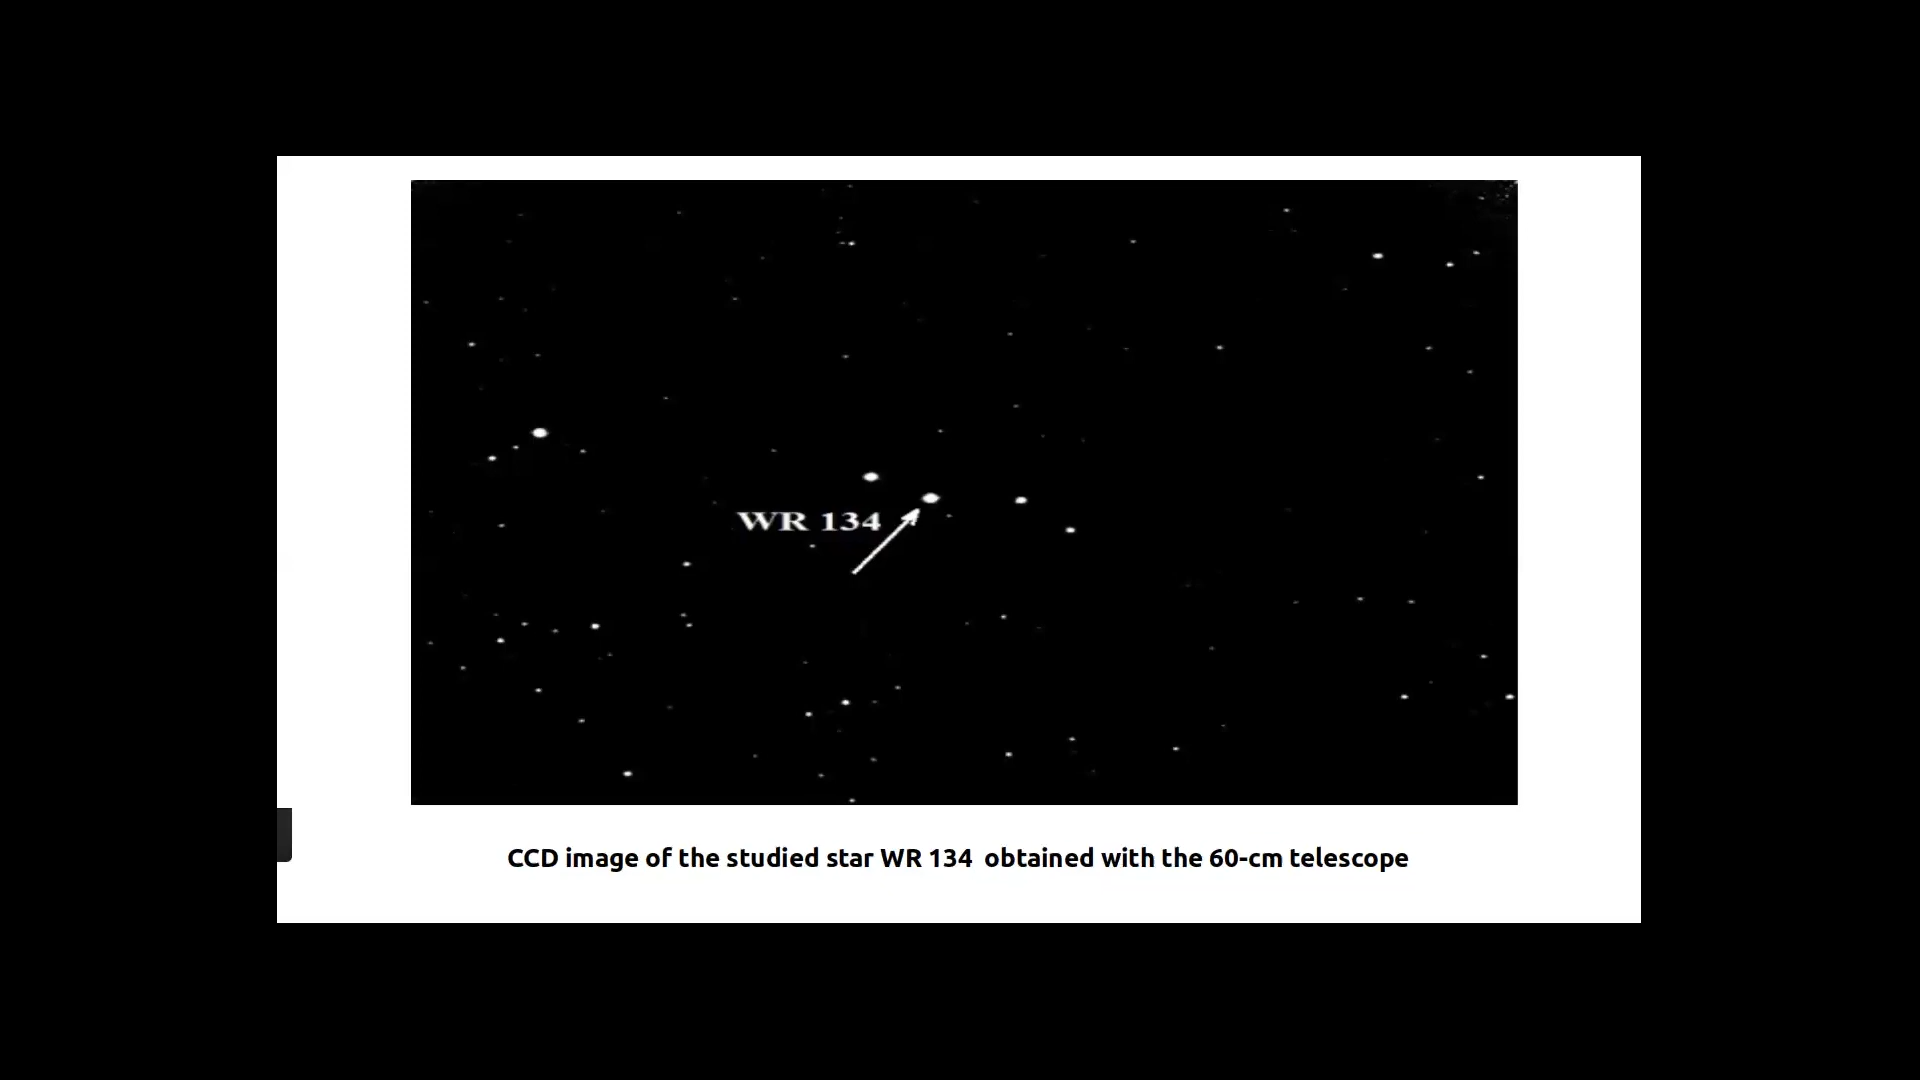 WR 134
CCD image of the studied star WR 134 obtained with the 60-cm telescope